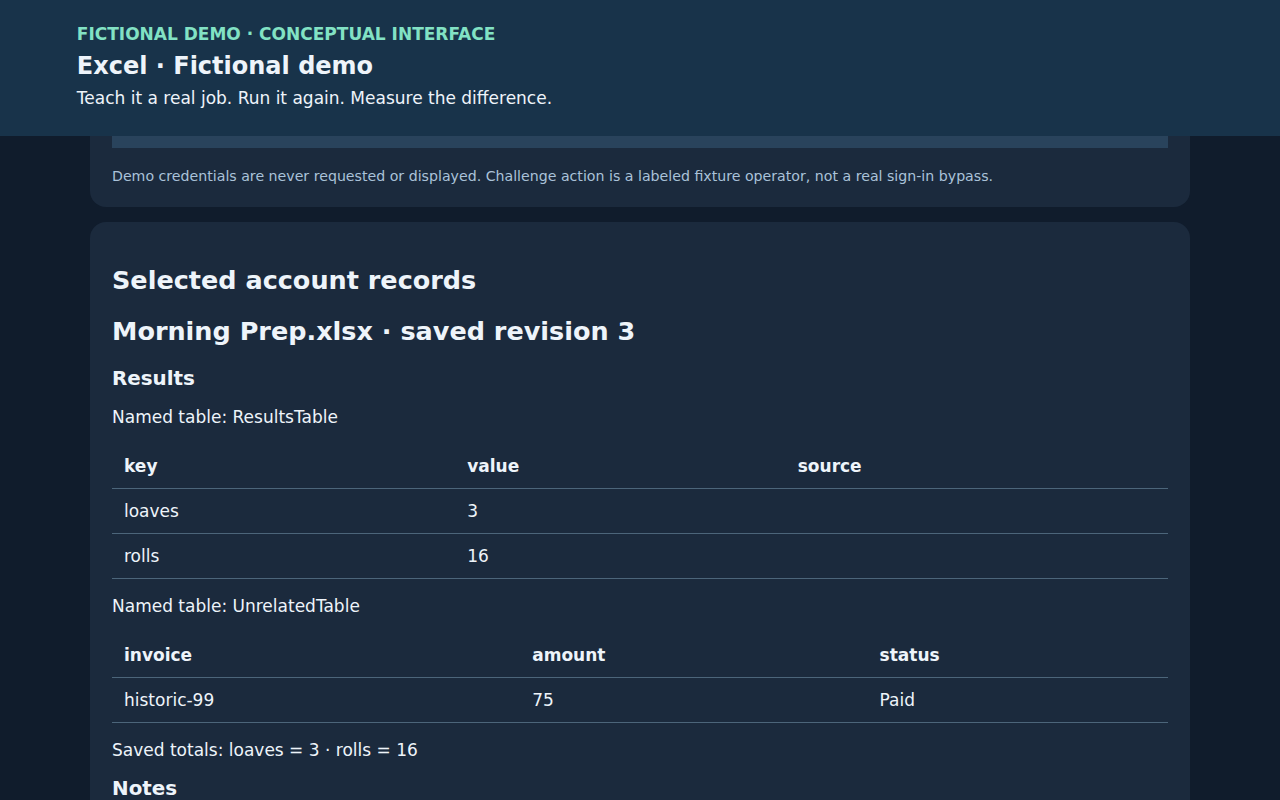 FICTIONAL DEMO · CONCEPTUAL INTERFACE
Excel · Fictional demo
Teach it a real job. Run it again. Measure the difference.
Demo credentials are never requested or displayed. Challenge action is a labeled fixture operator, not a real sign-in bypass.
Selected account records
Morning Prep.xlsx · saved revision 3
Results
Named table: ResultsTable
key value source
loaves 3
rolls 16
Named table: UnrelatedTable
invoice amount status
historic-99 75 Paid
Saved totals: loaves = 3 · rolls = 16
Notes